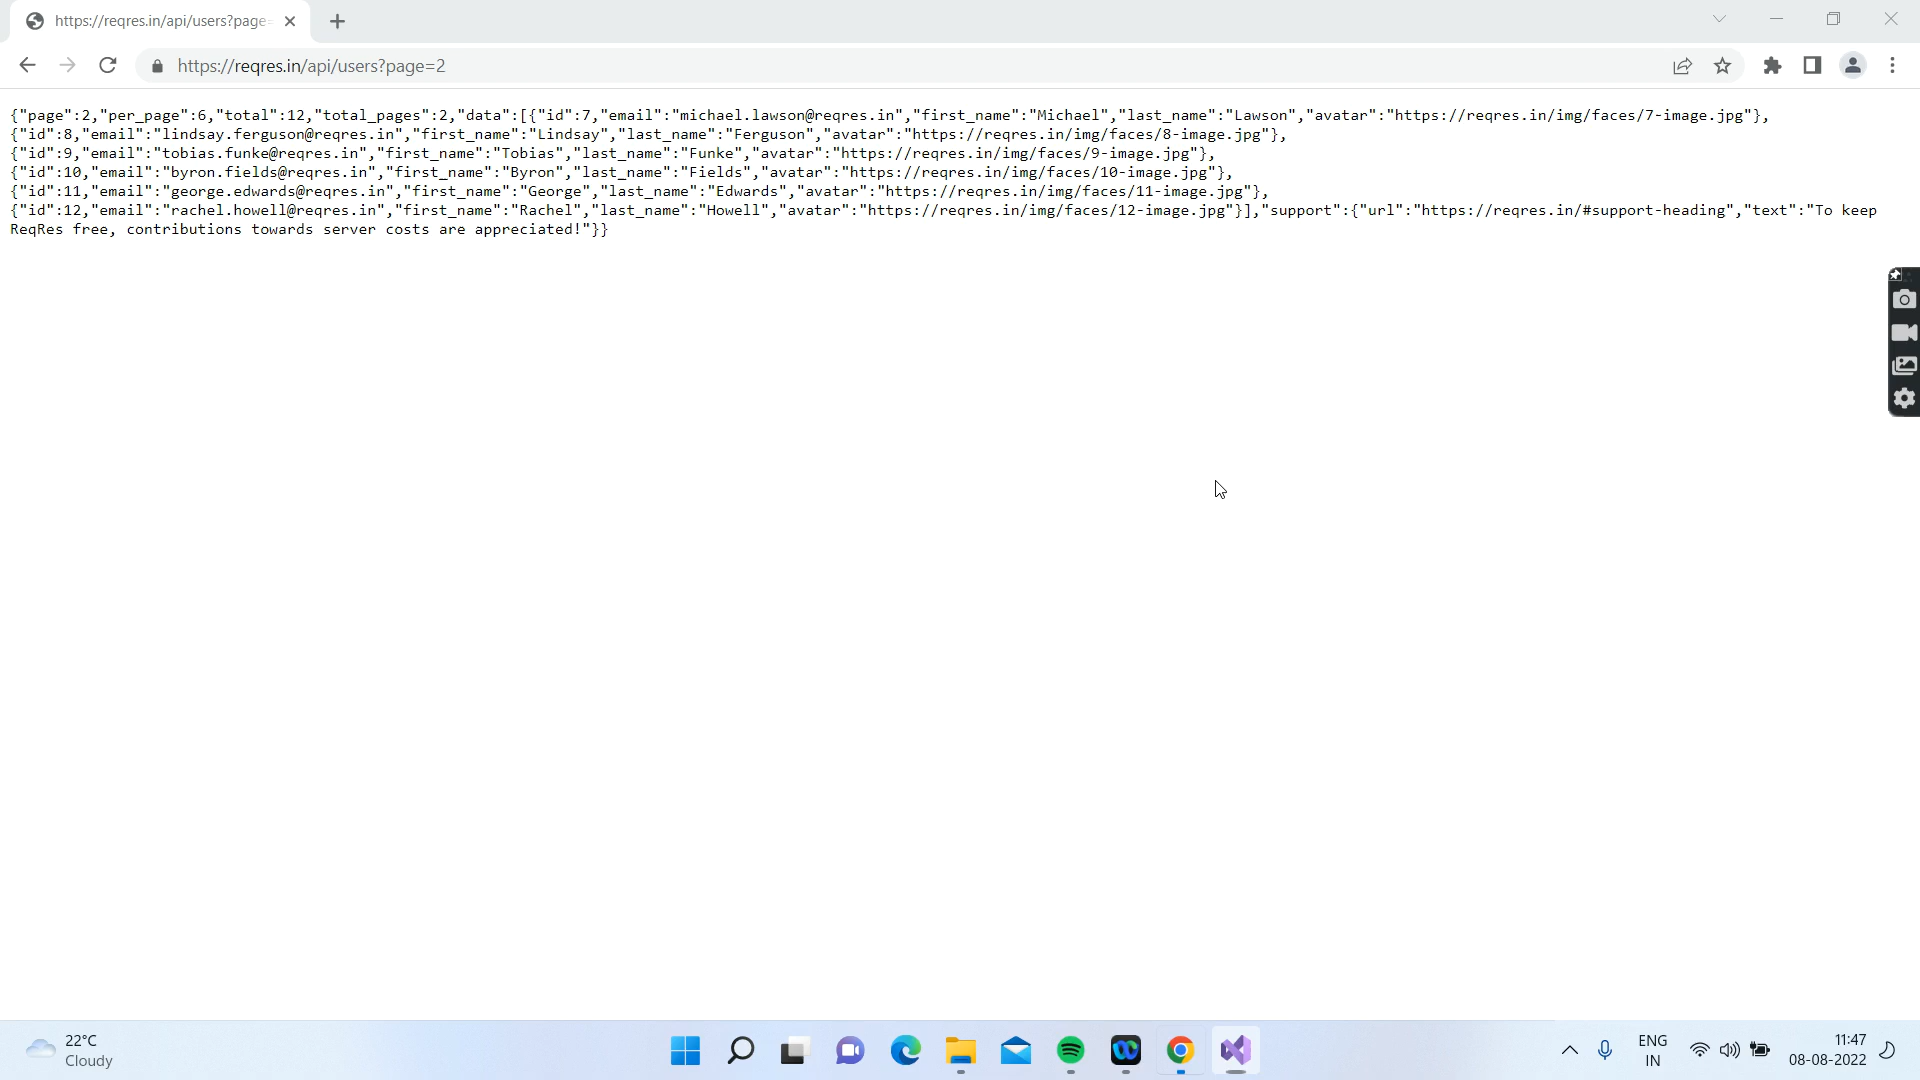 https://reqres.in/api/users?page=
https://reqres.in/api/users?page=2
{"page":2,"per_page":6,"total":12,"total_pages":2,"data":[{"id":7,"email":"michael.lawson@reqres.in","first_name":"Michael","last_name":"Lawson","avatar":"https://reqres.in/img/faces/7-image.jpg"},
{"id":8,"email":"lindsay.ferguson@reqres.in","first_name":"Lindsay","last_name":"Ferguson","avatar":"https://reqres.in/img/faces/8-image.jpg"},
{"id":9,"email":"tobias.funke@reqres.in","first_name":"Tobias","last_name":"Funke","avatar":"https://reqres.in/img/faces/9-image.jpg"},
{"id":10,"email":"byron.fields@reqres.in","first_name":"Byron","last_name":"Fields","avatar":"https://reqres.in/img/faces/10-image.jpg"},
{"id":11,"email":"george.edwards@reqres.in","first_name":"George","last_name":"Edwards","avatar":"https://reqres.in/img/faces/11-image.jpg"},
{"id":12,"email":"rachel.howell@reqres.in","first_name":"Rachel","last_name":"Howell","avatar":"https://reqres.in/img/faces/12-image.jpg"}],"support":{"url":"https://reqres.in/#support-heading","text":"To keep
ReqRes free, contributions towards server costs are appreciated!"}}
22°C
Cloudy
ENG
IN
11:47
08-08-2022